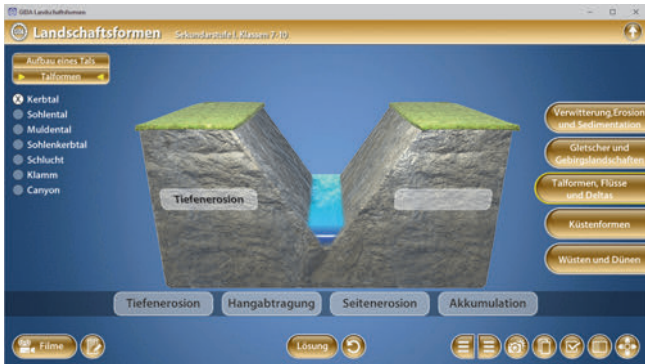 GIDA Landschaftsformen
Landschaftsformen Sekundarstufe I, Klassen 7-10
Aufbau eines Tals
Talformen
X Kerbtal
Sohlental
Muldental
Sohlenkerbtal
Schlucht
Klamm
Canyon
Tiefenerosion
Verwitterung, Erosion
und Sedimentation
Gletscher und
Gebirgslandschaften
Talformen, Flüsse
und Deltas
Küstenformen
Wüsten und Dünen
Tiefenerosion Hangabtragung Seitenerosion Akkumulation
Filme Lösung